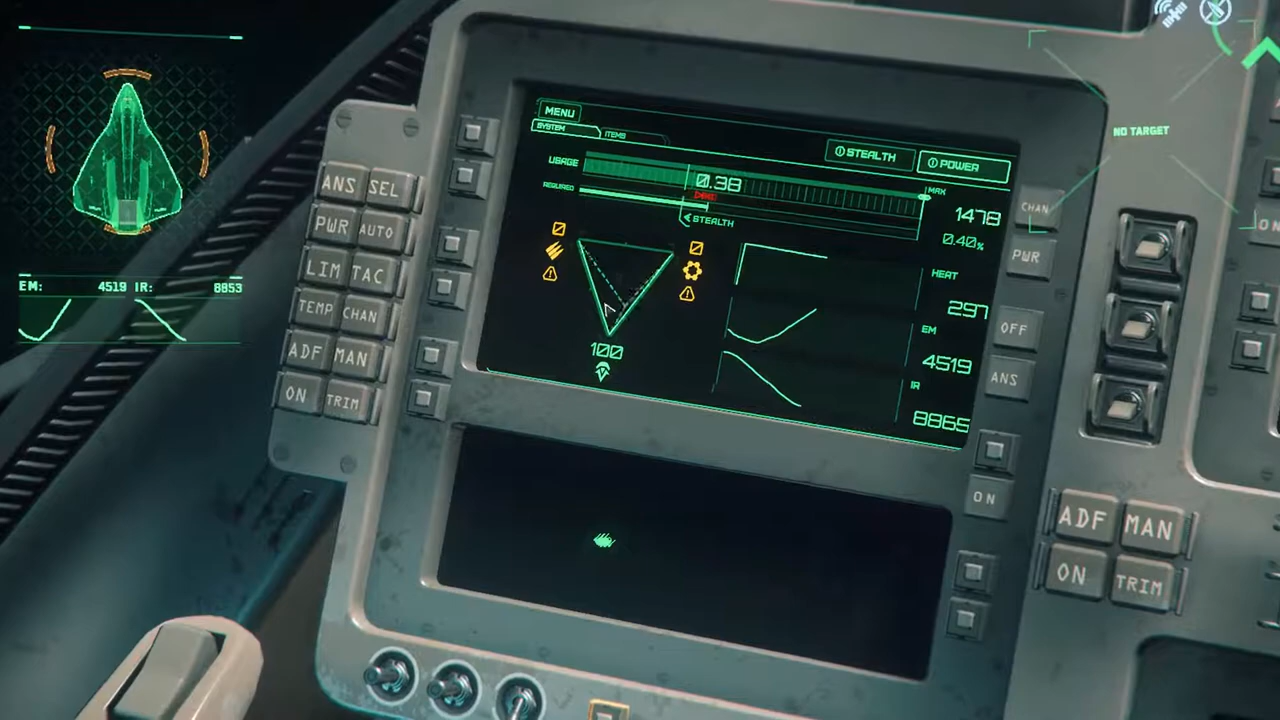 EM: 4519 IR: 8853
NO TARGET
MENU
SYSTEM ITEMS
STEALTH POWER
USAGE
0.38
MAX
REQUIRED
STEALTH
1478
0.40%
HEAT
297
EM
4519
IR
8865
100
ANS SEL
PWR AUTO
LIM TAC
TEMP CHAN
ADF MAN
ON TRIM
CHAN
PWR
OFF
ANS
ON
ADF MAN
ON TRIM
ON